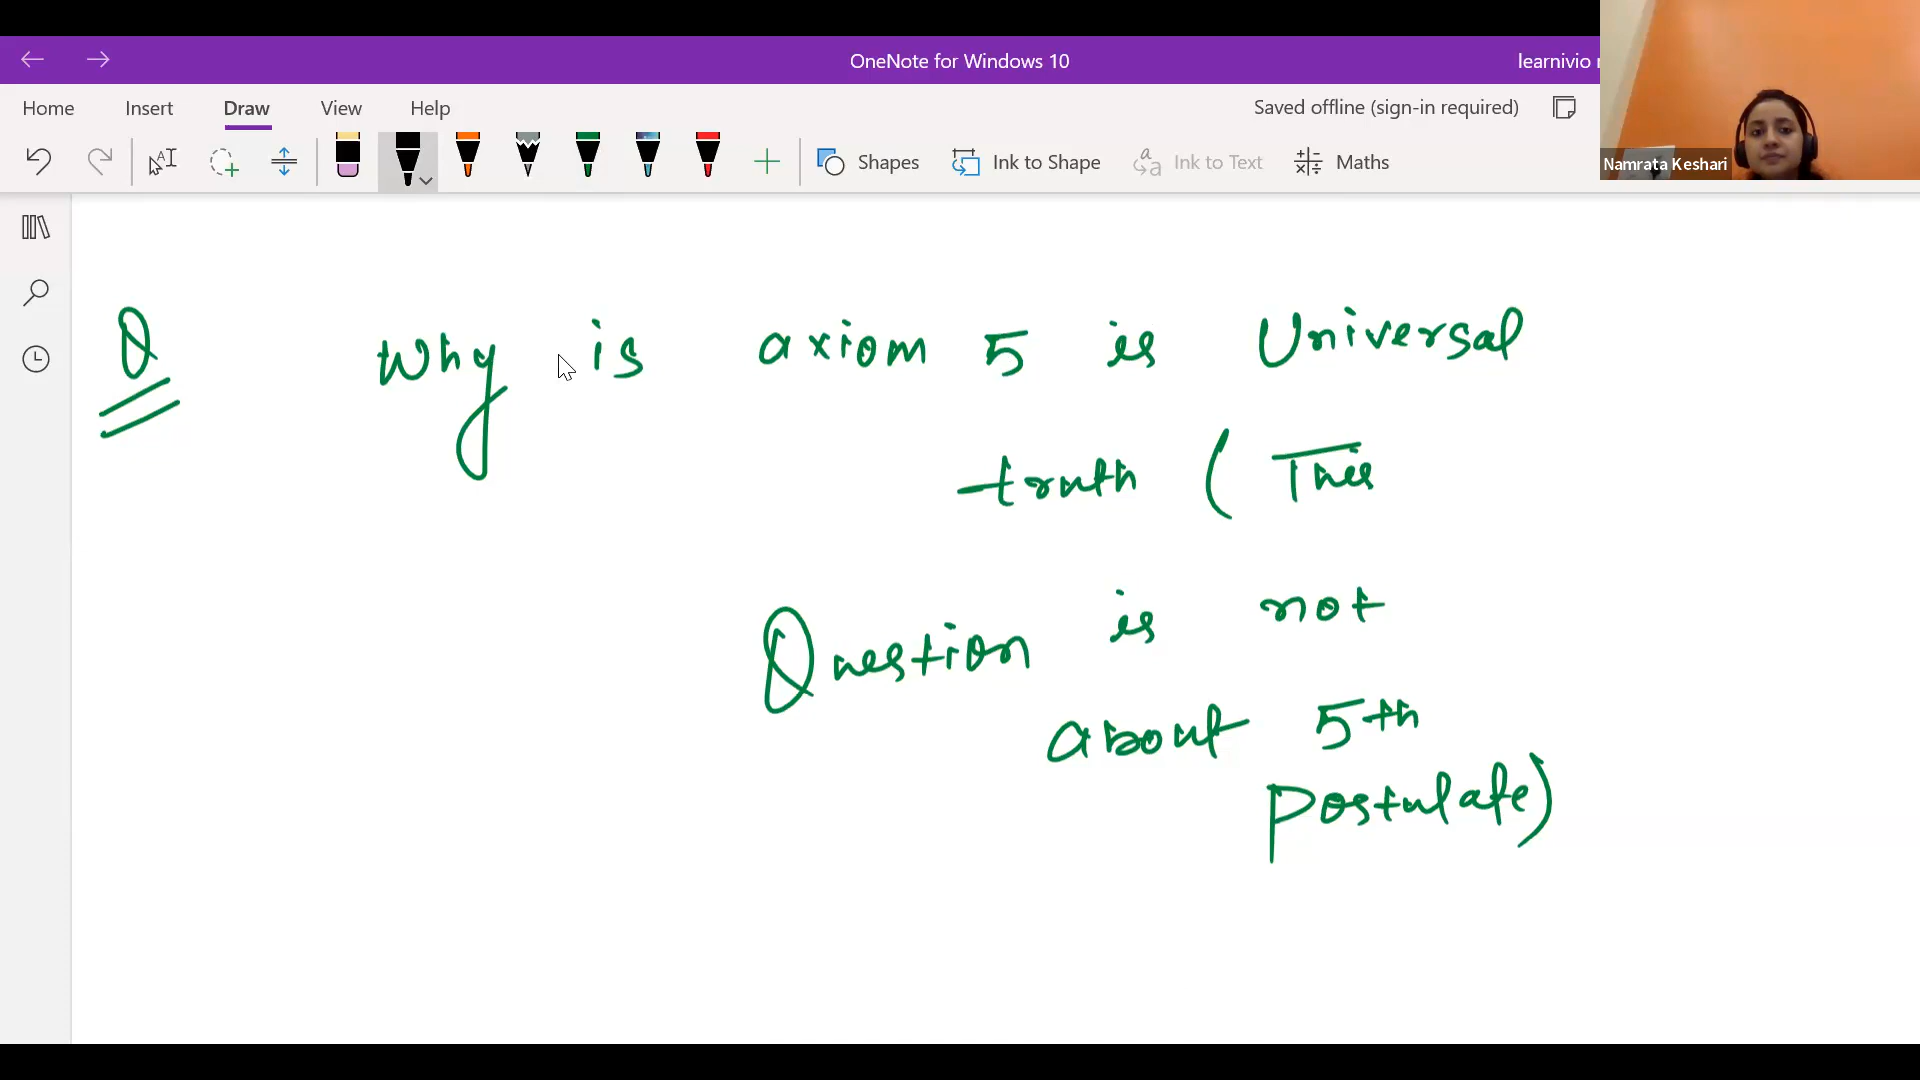 OneNote for Windows 10
learnivio
Home Insert Draw View Help
Saved offline (sign-in required)
Shapes Ink to Shape Ink to Text Maths
Namrata Keshari
Q Why is axiom 5 is Universal
truth ( This
Question is not
about 5th
postulate)